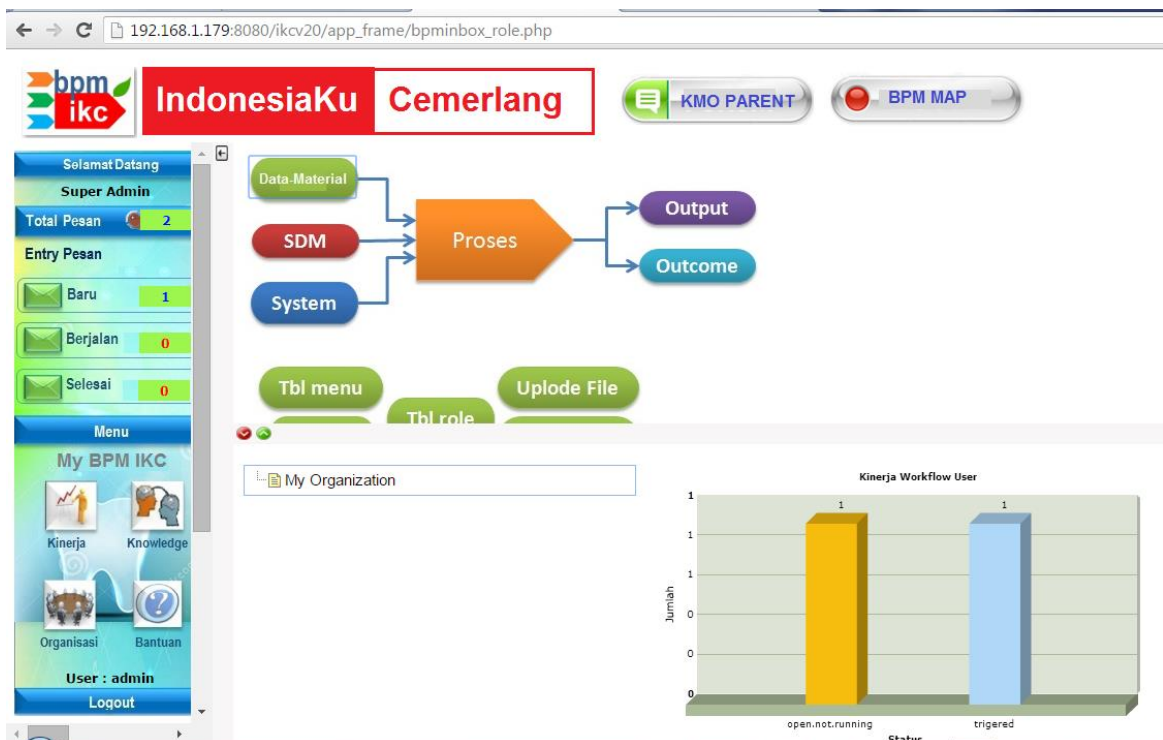 192.168.1.179:8080/ikcv20/app_frame/bpminbox_role.php
bpm
ikc
IndonesiaKu Cemerlang
KMO PARENT
BPM MAP
Selamat Datang
Super Admin
Total Pesan 2
Entry Pesan
Baru 1
Berjalan 0
Selesai 0
Menu
My BPM IKC
Kinerja Knowledge
Organisasi Bantuan
User : admin
Logout
Data-Material
SDM
System
Proses
Output
Outcome
Tbl menu
Tbl role
Uplode File
My Organization
Kinerja Workflow User
Jumlah
1
1
1
0
0
0
1 1
open.not.running trigered
Status